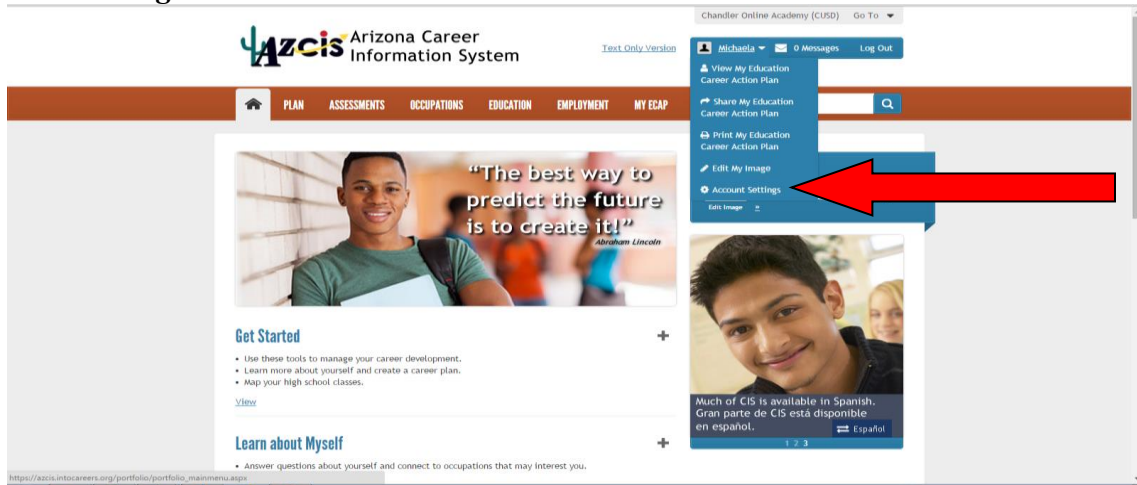 Chandler Online Academy (CUSD) Go To
AZCIS Arizona Career
Information System
Text Only Version
Michaela 0 Messages Log Out
View My Education
Career Action Plan
Share My Education
Career Action Plan
Print My Education
Career Action Plan
Edit My Image
Account Settings
Edit Image »
PLAN ASSESSMENTS OCCUPATIONS EDUCATION EMPLOYMENT MY ECAP
"The best way to
predict the future
is to create it!"
Abraham Lincoln
Get Started +
• Use these tools to manage your career development.
• Learn more about yourself and create a career plan.
• Map your high school classes.
View
Learn about Myself +
• Answer questions about yourself and connect to occupations that may interest you.
Much of CIS is available in Spanish.
Gran parte de CIS está disponible
en español.
Español
1 2 3
https://azcis.intocareers.org/portfolio/portfolio_mainmenu.aspx